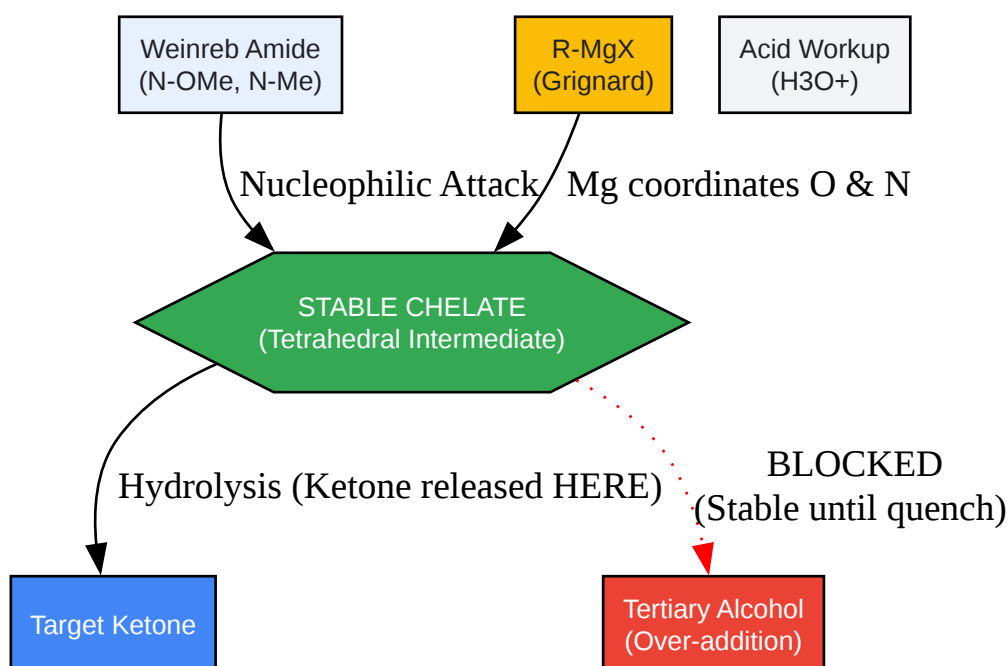 Weinreb Amide
(N-OMe, N-Me)
R-MgX
(Grignard)
Acid Workup
(H3O+)
Nucleophilic Attack
Mg coordinates O & N
STABLE CHELATE
(Tetrahedral Intermediate)
Hydrolysis (Ketone released HERE)
BLOCKED
(Stable until quench)
Target Ketone
Tertiary Alcohol
(Over-addition)